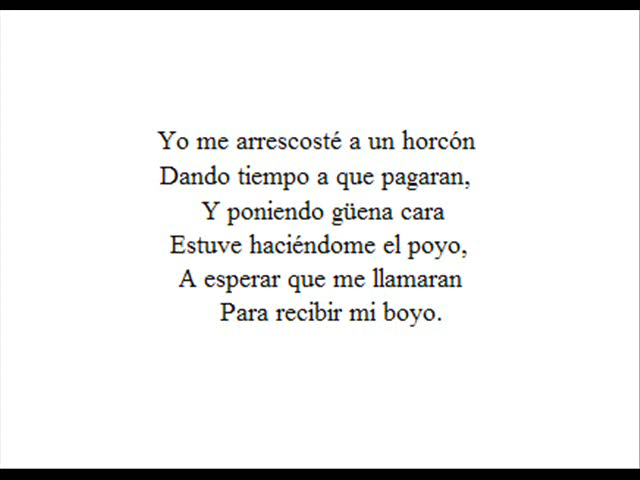 Yo me arrescosté a un horcón
Dando tiempo a que pagaran,
Y poniendo güena cara
Estuve haciéndome el poyo,
A esperar que me llamaran
Para recibir mi boyo.